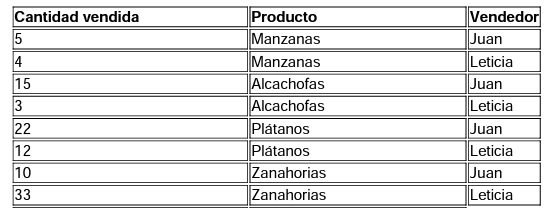 Cantidad vendida Producto Vendedor
5 Manzanas Juan
4 Manzanas Leticia
15 Alcachofas Juan
3 Alcachofas Leticia
22 Plátanos Juan
12 Plátanos Leticia
10 Zanahorias Juan
33 Zanahorias Leticia